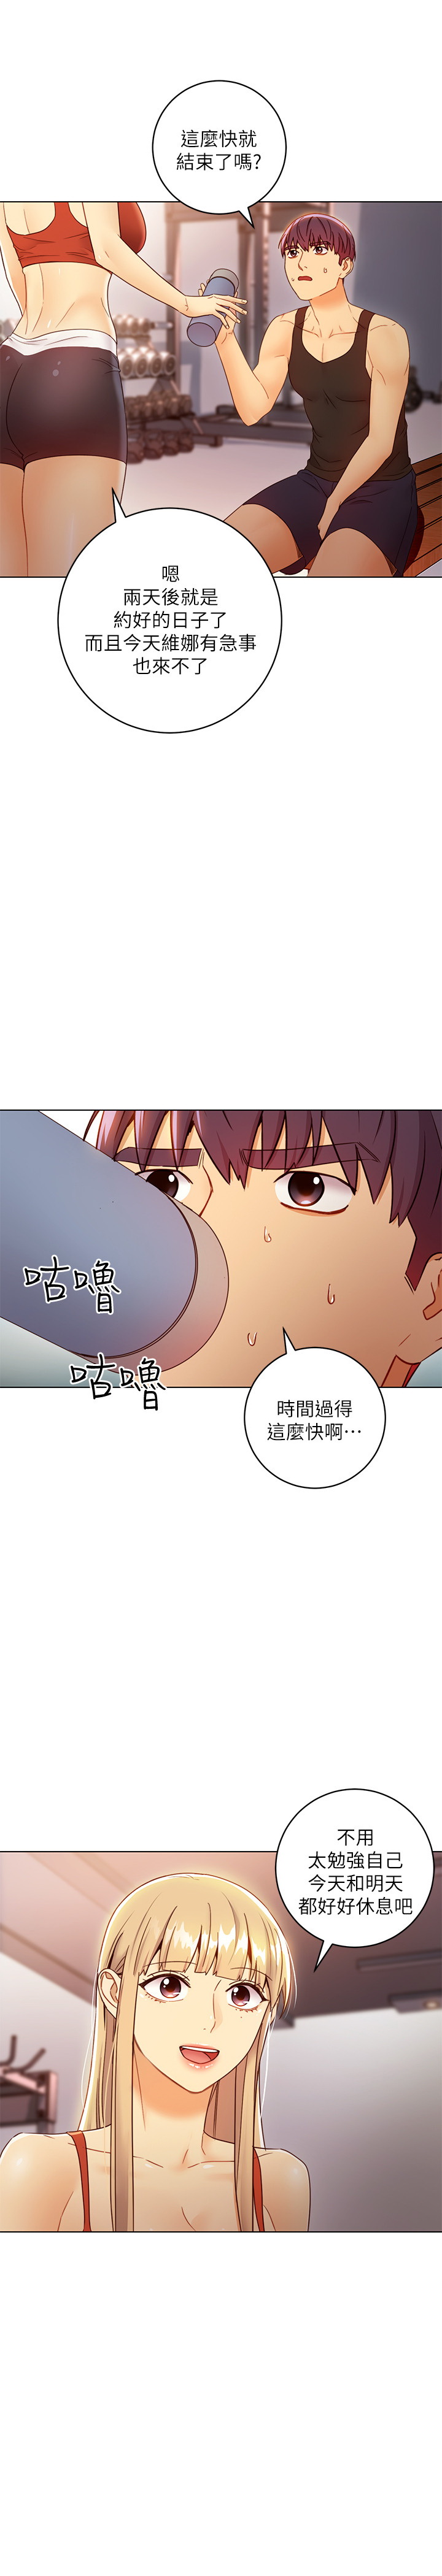 這麼快就
結束了嗎?
嗯
兩天後就是
約好的日子了
而且今天維娜有急事
也來不了
咕嚕
咕嚕
時間過得
這麼快啊…
不用
太勉強自己
今天和明天
都好好休息吧